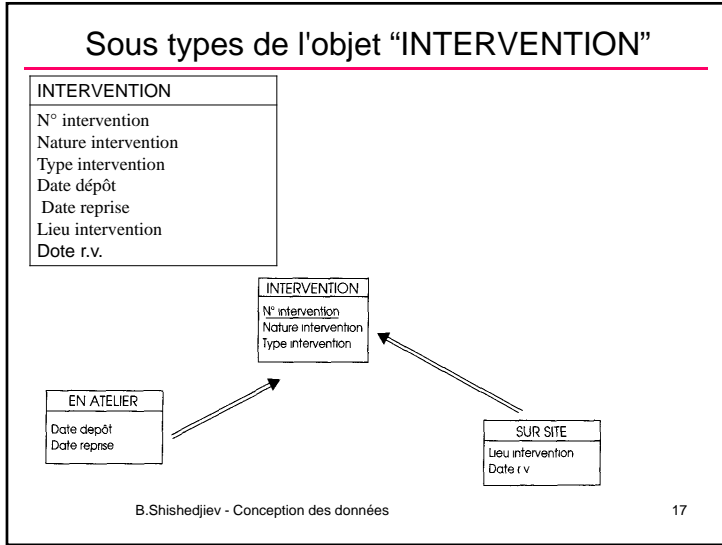 Sous types de l'objet “INTERVENTION”
INTERVENTION
N° intervention
Nature intervention
Type intervention
Date dépôt
Date reprise
Lieu intervention
Dote r.v.
INTERVENTION
N° intervention
Nature intervention
Type intervention
EN ATELIER
Date depôt
Date reprise
SUR SITE
Lieu intervention
Date r v
B.Shishedjiev - Conception des données
17